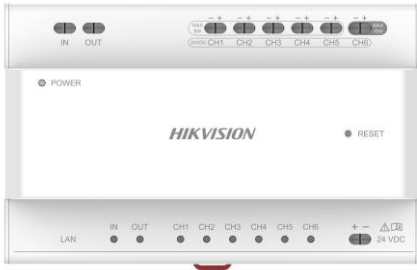 − + − + − + − + − + − +
IN OUT CH1 CH2 CH3 CH4 CH5 CH6
POWER
HIKVISION
RESET
IN OUT CH1 CH2 CH3 CH4 CH5 CH6 + −
LAN 24 VDC